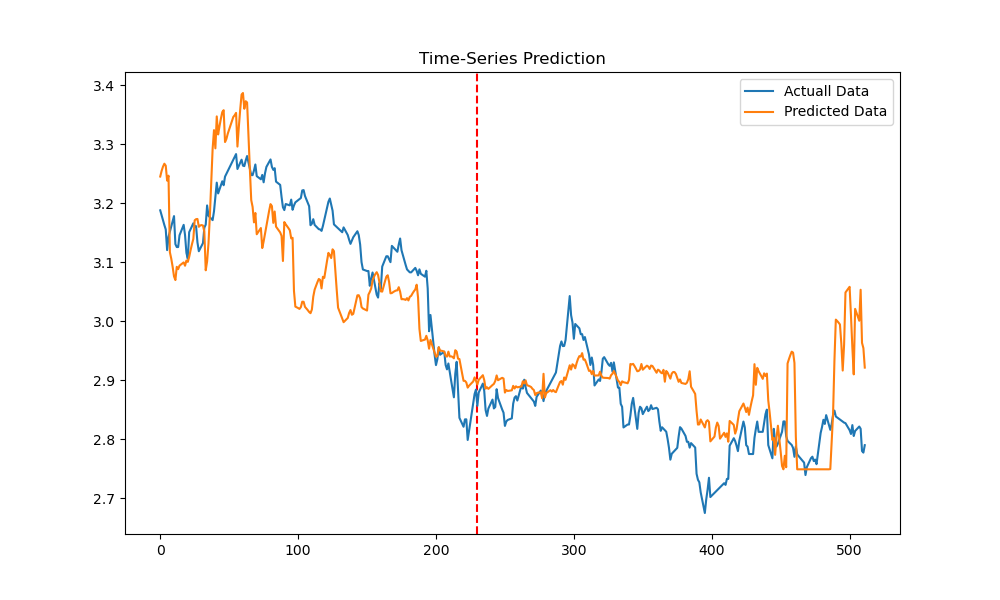 Time-Series Prediction
Actuall Data
Predicted Data
3.4
3.3
3.2
3.1
3.0
2.9
2.8
2.7
0 100 200 300 400 500